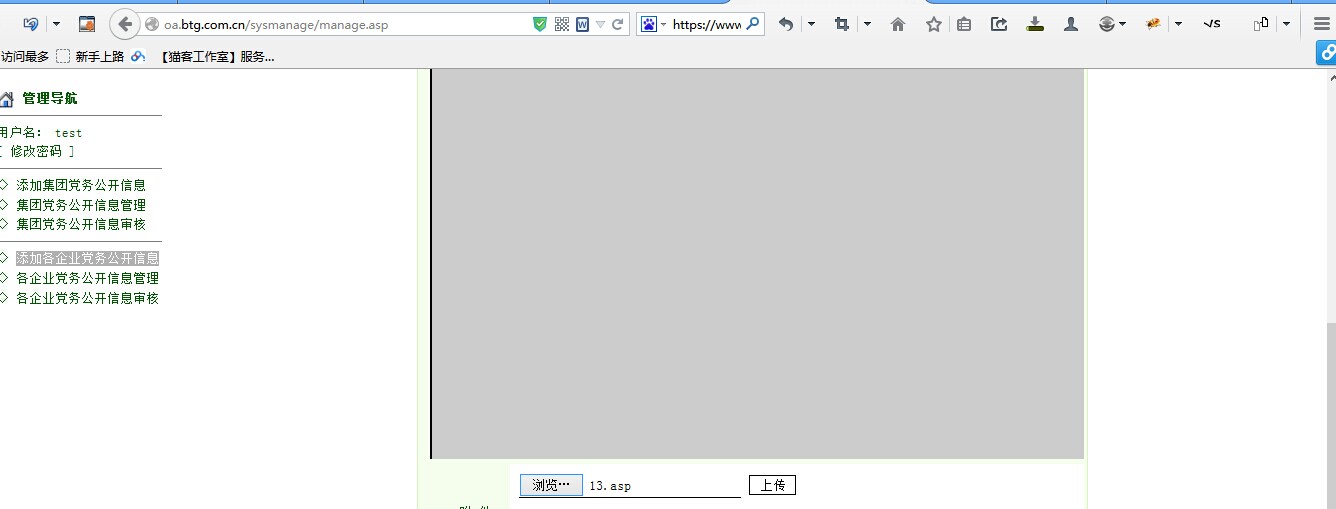 oa.btg.com.cn/sysmanage/manage.asp
https://www
访问最多 新手上路 【猫客工作室】服务...
管理导航
用户名： test
[ 修改密码 ]
◇ 添加集团党务公开信息
◇ 集团党务公开信息管理
◇ 集团党务公开信息审核
◇ 添加各企业党务公开信息
◇ 各企业党务公开信息管理
◇ 各企业党务公开信息审核
浏览… 13.asp 上传